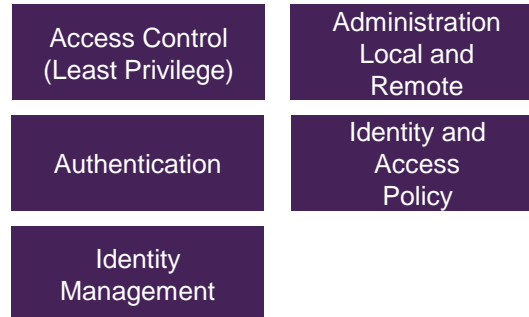 Access Control
(Least Privilege)
Administration
Local and
Remote
Authentication
Identity and
Access
Policy
Identity
Management